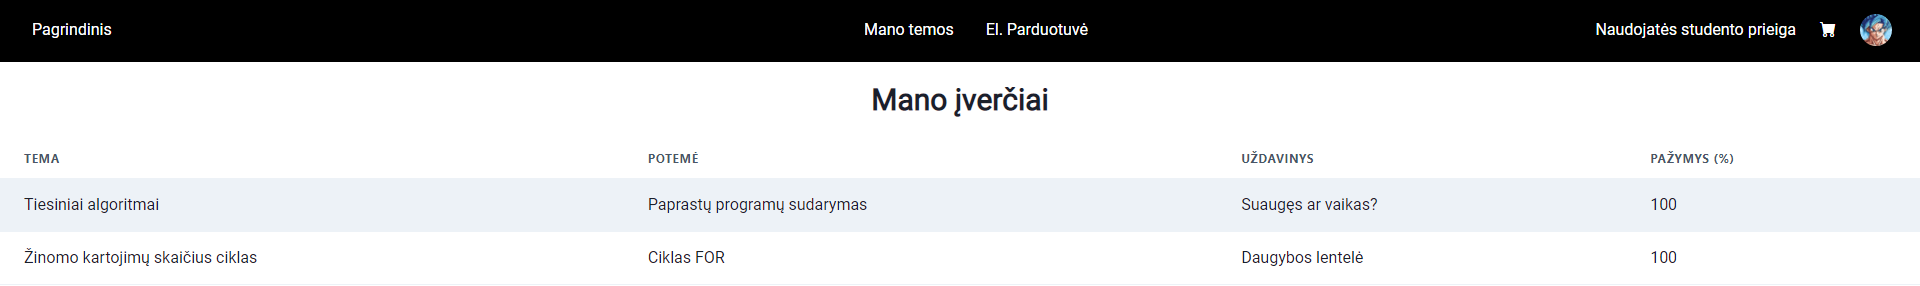 Pagrindinis Mano temos El. Parduotuvė Naudojatės studento prieiga
Mano įverčiai
TEMA POTEMĖ UŽDAVINYS PAŽYMYS (%)
Tiesiniai algoritmai Paprastų programų sudarymas Suaugęs ar vaikas? 100
Žinomo kartojimų skaičius ciklas Ciklas FOR Daugybos lentelė 100